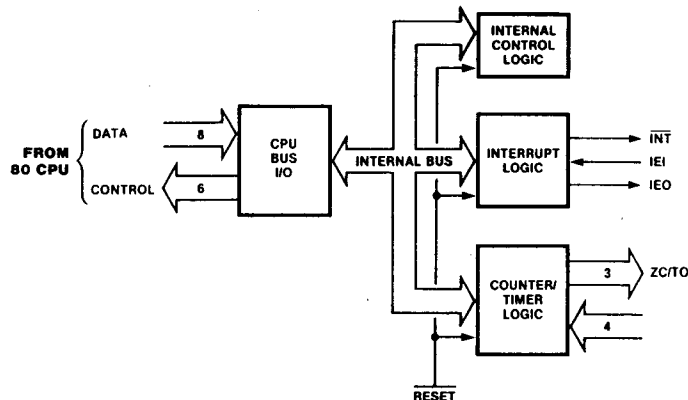 INTERNAL
CONTROL
LOGIC
DATA
8
FROM
80 CPU
CONTROL
6
CPU
BUS
I/O
INTERNAL BUS
INTERRUPT
LOGIC
INT
IEI
IEO
COUNTER/
TIMER
LOGIC
3
ZC/TO
4
RESET